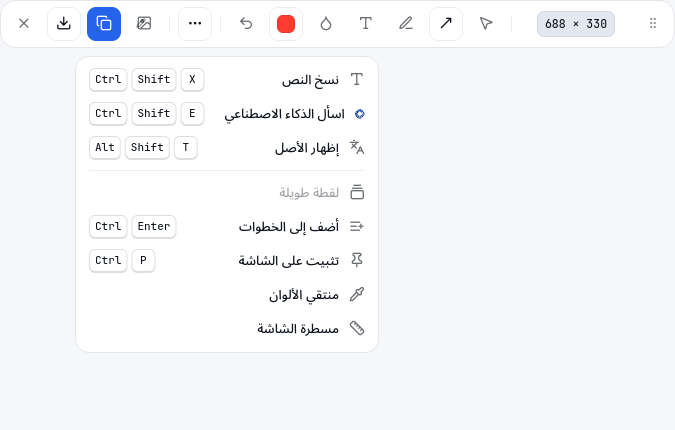 688 × 330
نسخ النص Ctrl Shift X
اسأل الذكاء الاصطناعي Ctrl Shift E
إظهار الأصل Alt Shift T
لقطة طويلة
أضف إلى الخطوات Ctrl Enter
تثبيت على الشاشة Ctrl P
منتقي الألوان
مسطرة الشاشة